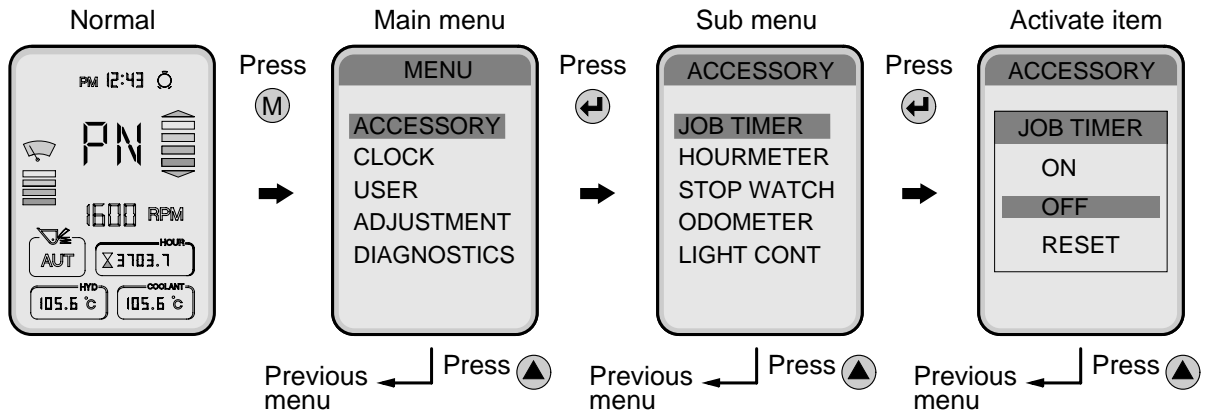 Normal
PM 12:43
PN
1600 RPM
AUT
HOUR
3703.7
HYD
105.6 °C
COOLANT
105.6 °C
Press
M
Main menu
MENU
ACCESSORY
CLOCK
USER
ADJUSTMENT
DIAGNOSTICS
Press
Previous
menu
Press
Sub menu
ACCESSORY
JOB TIMER
HOURMETER
STOP WATCH
ODOMETER
LIGHT CONT
Press
Previous
menu
Press
Activate item
ACCESSORY
JOB TIMER
ON
OFF
RESET
Press
Previous
menu